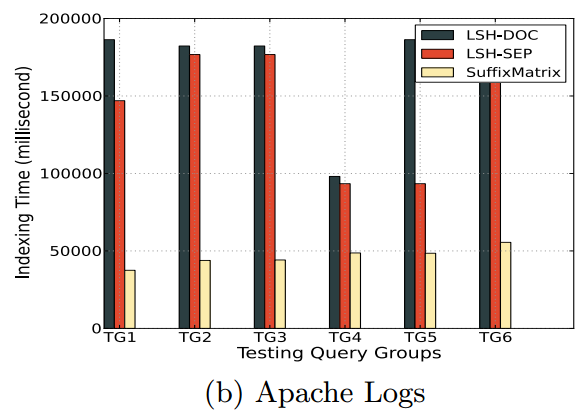 200000
150000
100000
50000
0
Indexing Time (millisecond)
LSH-DOC
LSH-SEP
SuffixMatrix
TG1 TG2 TG3 TG4 TG5 TG6
Testing Query Groups
(b) Apache Logs